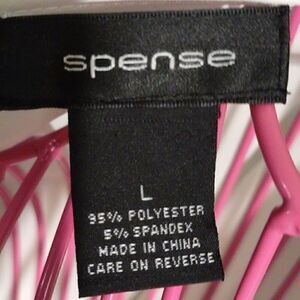 spense
L
95% POLYESTER
5% SPANDEX
MADE IN CHINA
CARE ON REVERSE